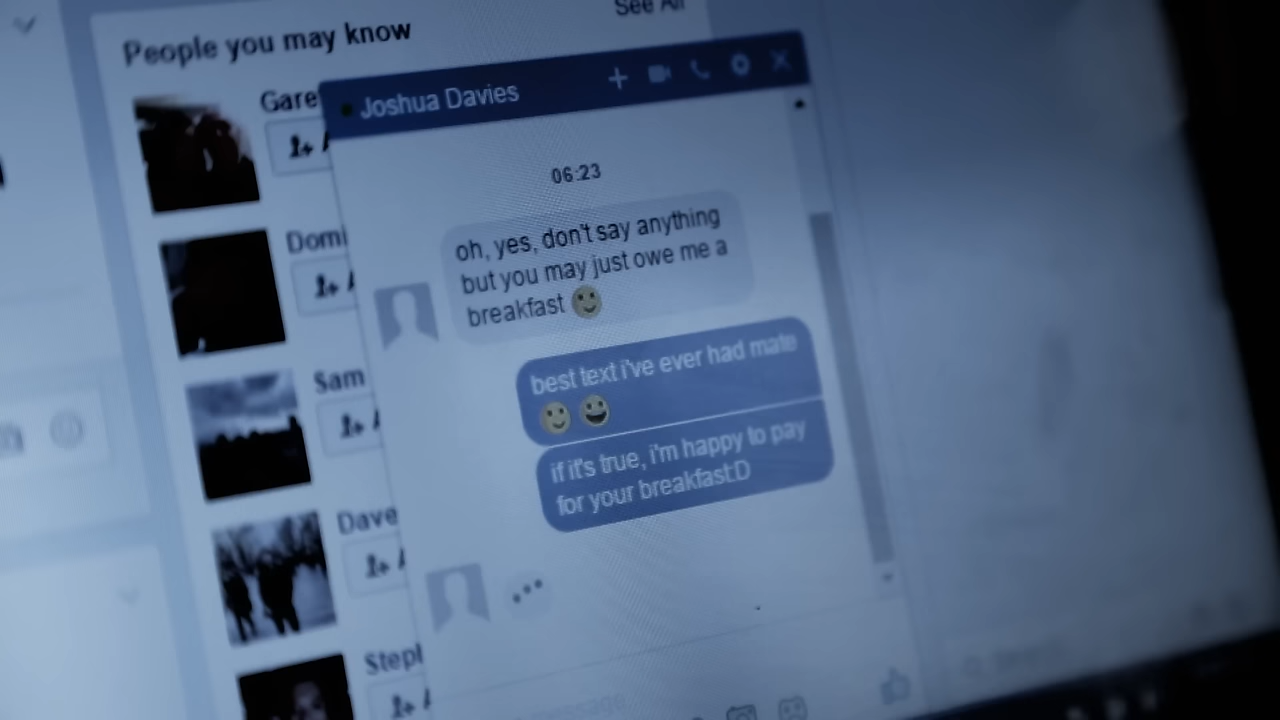 People you may know
See All
Gare
Domi
Sam
Dave
Steph
Joshua Davies
06:23
oh, yes, don't say anything
but you may just owe me a
breakfast 🙂
best text i've ever had mate
🙂 😀
if it's true, i'm happy to pay
for your breakfast:D